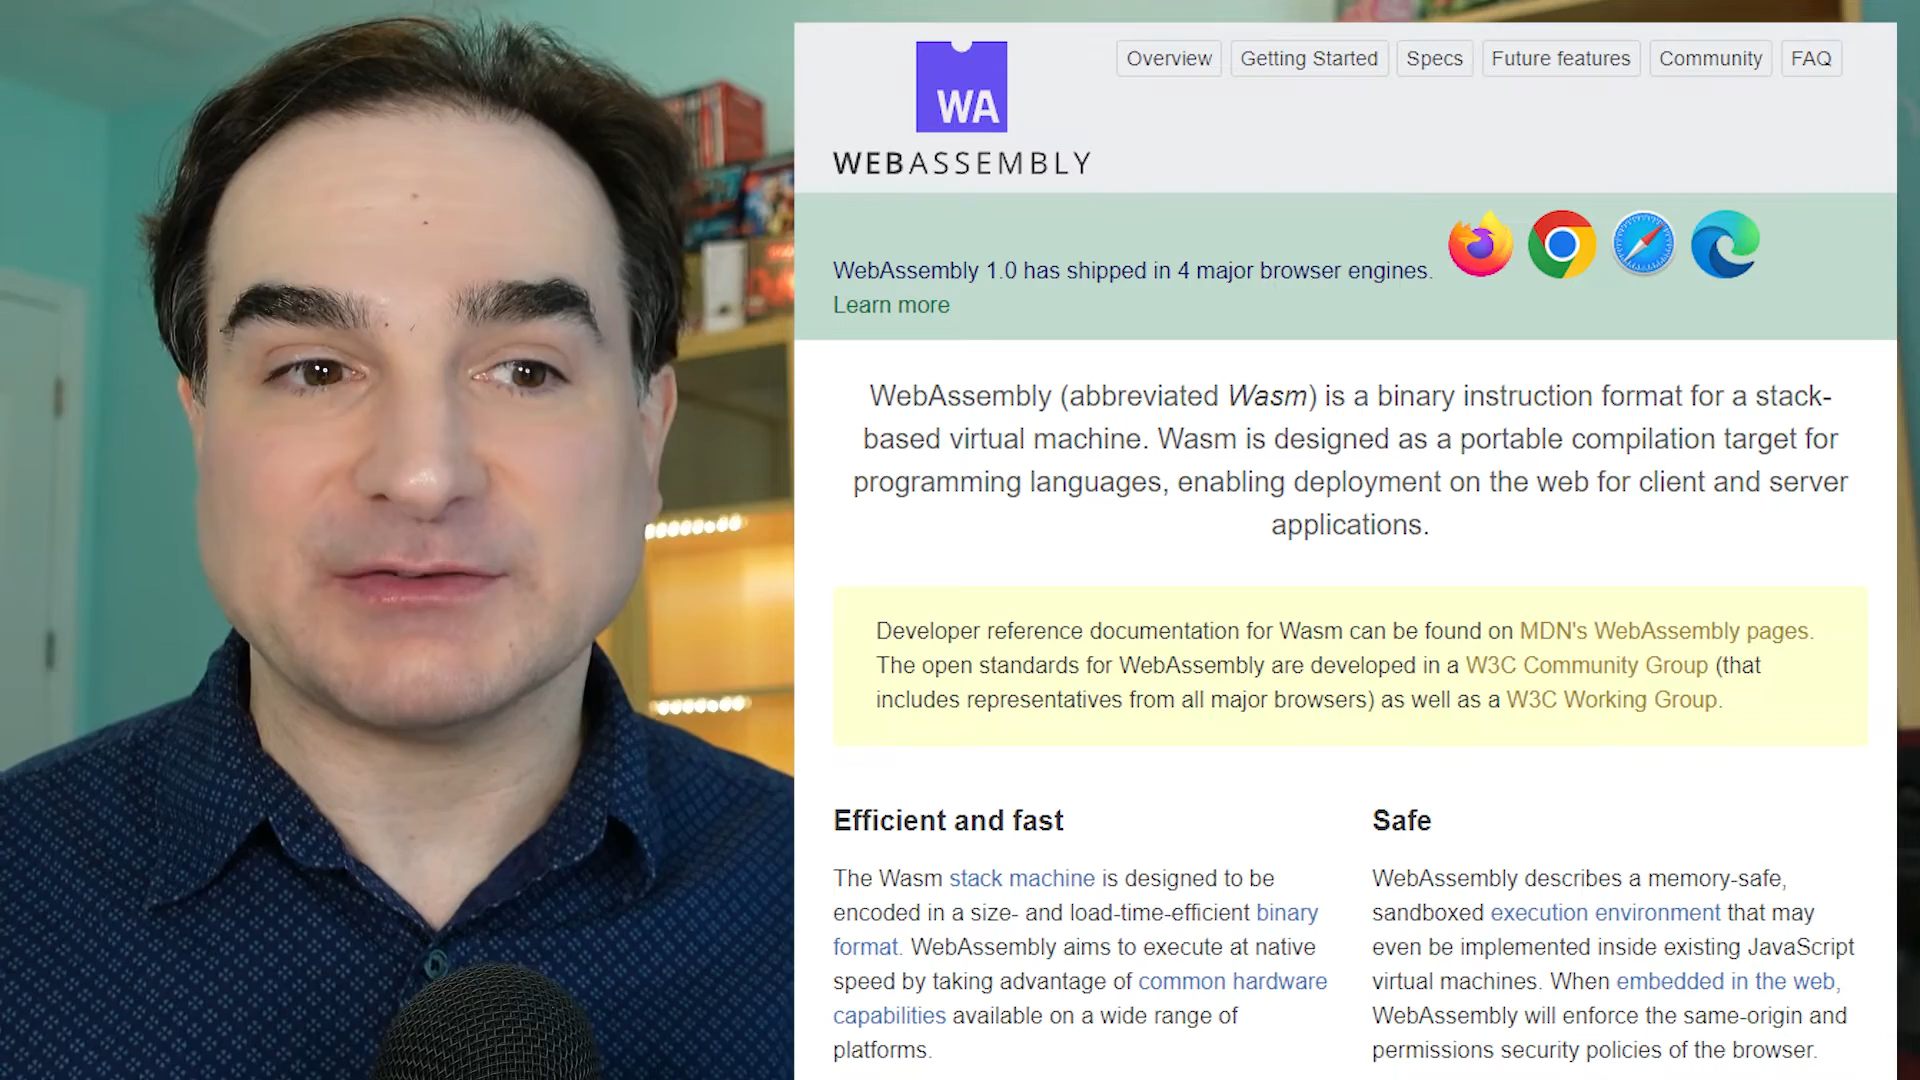 WA
WEBASSEMBLY
Overview
Getting Started
Specs
Future features
Community
FAQ
WebAssembly 1.0 has shipped in 4 major browser engines.
Learn more
WebAssembly (abbreviated Wasm) is a binary instruction format for a stack-
based virtual machine. Wasm is designed as a portable compilation target for
programming languages, enabling deployment on the web for client and server
applications.
Developer reference documentation for Wasm can be found on MDN's WebAssembly pages.
The open standards for WebAssembly are developed in a W3C Community Group (that
includes representatives from all major browsers) as well as a W3C Working Group.
Efficient and fast
The Wasm stack machine is designed to be
encoded in a size- and load-time-efficient binary
format. WebAssembly aims to execute at native
speed by taking advantage of common hardware
capabilities available on a wide range of
platforms.
Safe
WebAssembly describes a memory-safe,
sandboxed execution environment that may
even be implemented inside existing JavaScript
virtual machines. When embedded in the web,
WebAssembly will enforce the same-origin and
permissions security policies of the browser.